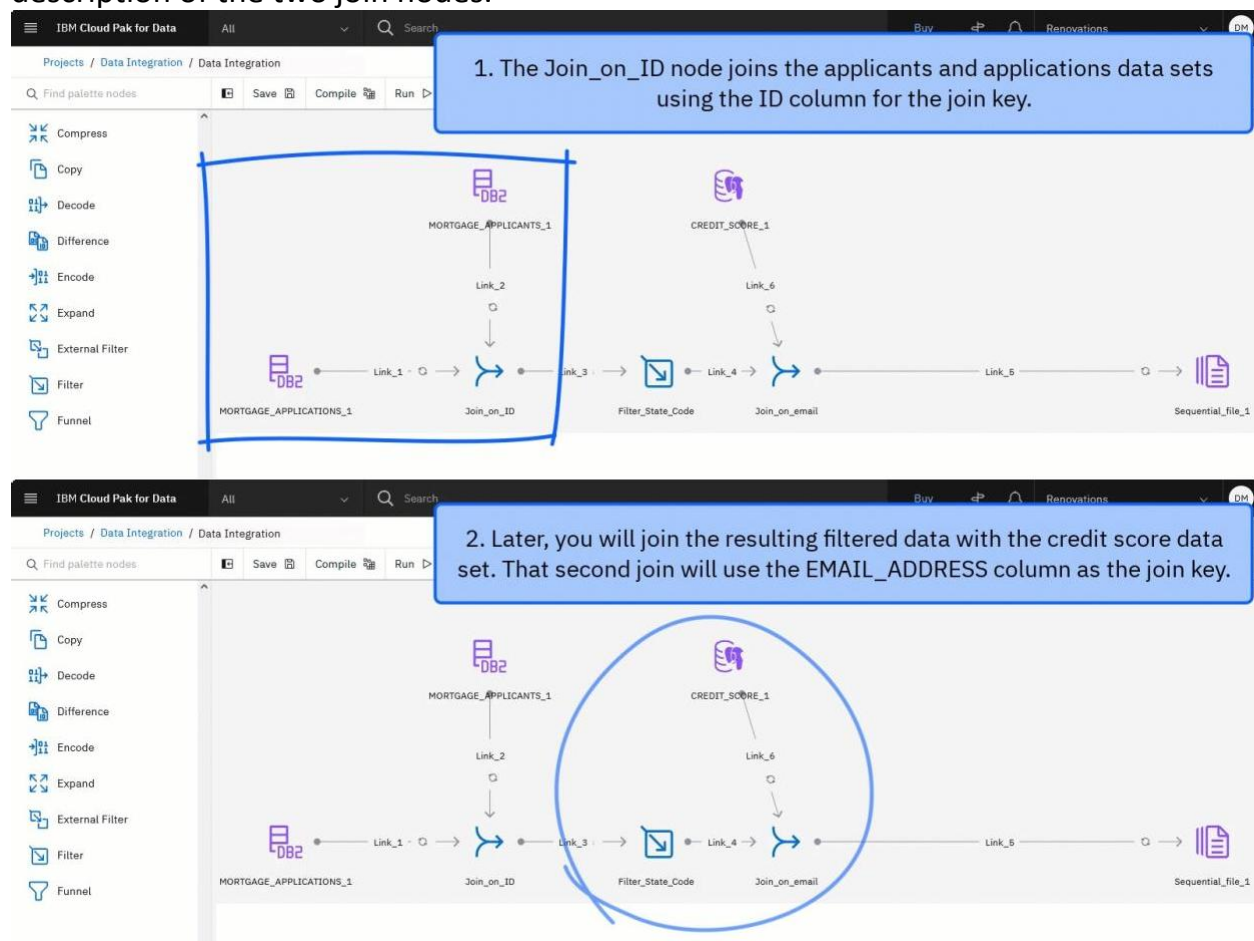 description of the two join nodes.
IBM Cloud Pak for Data All Search Buy Renovations DM
1. The Join_on_ID node joins the applicants and applications data sets
using the ID column for the join key.
Projects / Data Integration / Data Integration
Find palette nodes Save Compile Run
Compress
Copy
Decode
Difference
Encode
Expand
External Filter
Filter
Funnel
DB2
MORTGAGE_APPLICANTS_1 CREDIT_SCORE_1
Link_2 Link_6
DB2 Link_1 Link_3 Link_4 Link_5
MORTGAGE_APPLICATIONS_1 Join_on_ID Filter_State_Code Join_on_email Sequential_file_1
IBM Cloud Pak for Data All Search Buy Renovations DM
2. Later, you will join the resulting filtered data with the credit score data
set. That second join will use the EMAIL_ADDRESS column as the join key.
Projects / Data Integration / Data Integration
Find palette nodes Save Compile Run
Compress
Copy
Decode
Difference
Encode
Expand
External Filter
Filter
Funnel
DB2
MORTGAGE_APPLICANTS_1 CREDIT_SCORE_1
Link_2 Link_6
DB2 Link_1 Link_3 Link_4 Link_5
MORTGAGE_APPLICATIONS_1 Join_on_ID Filter_State_Code Join_on_email Sequential_file_1